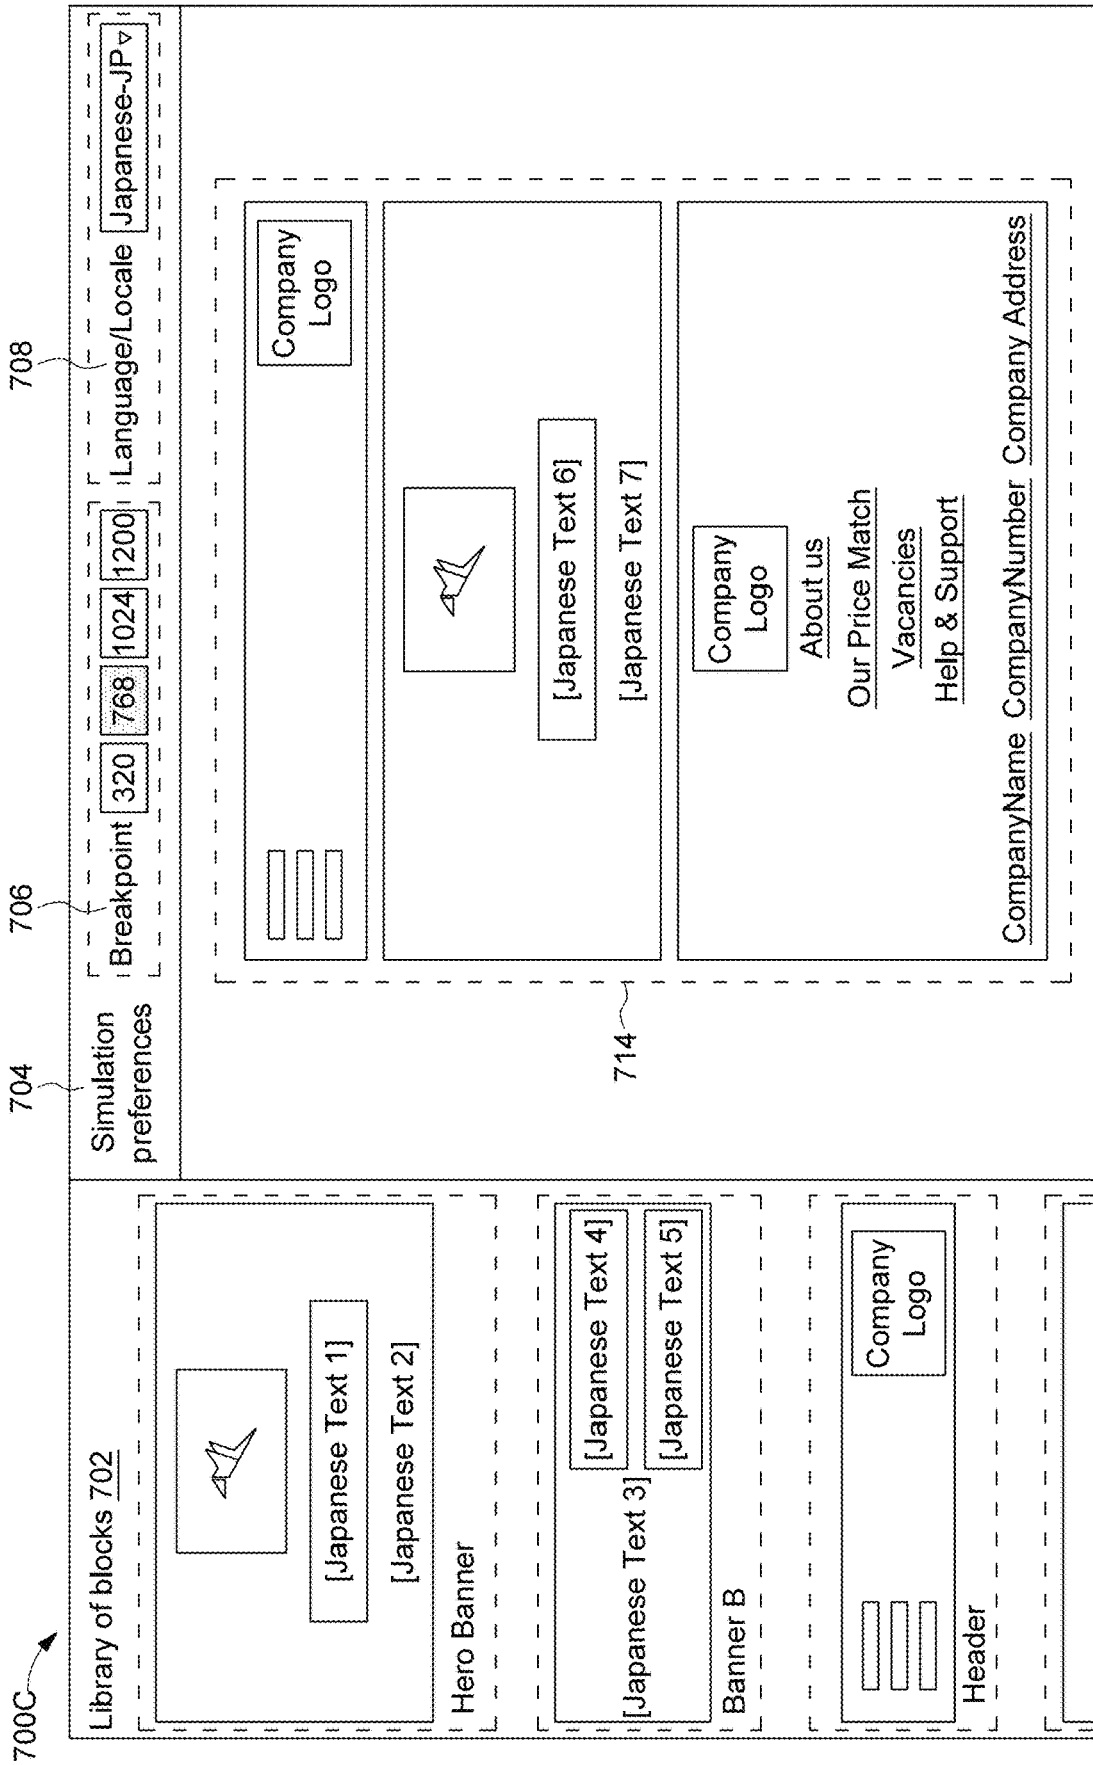 700C
Library of blocks 702
[Japanese Text 1]
[Japanese Text 2]
Hero Banner
[Japanese Text 3]
[Japanese Text 4]
[Japanese Text 5]
Banner B
Company
Logo
Header
704
706
708
Simulation
preferences
Breakpoint 320 768 1024 1200
Language/Locale Japanese-JP
Company
Logo
[Japanese Text 6]
[Japanese Text 7]
Company
Logo
About us
Our Price Match
Vacancies
Help & Support
CompanyName CompanyNumber Company Address
714